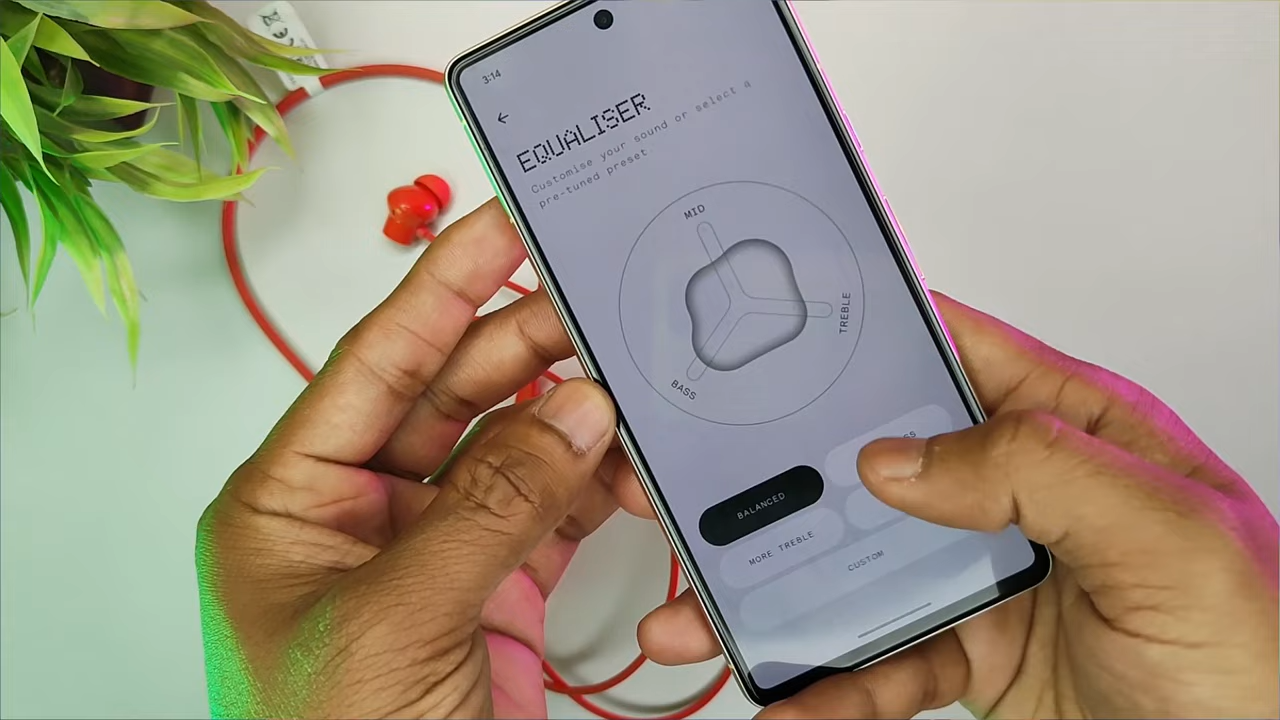 3:14
EQUALISER
Customise your sound or select a
pre-tuned preset
MID
TREBLE
BASS
BALANCED
MORE TREBLE
CUSTOM